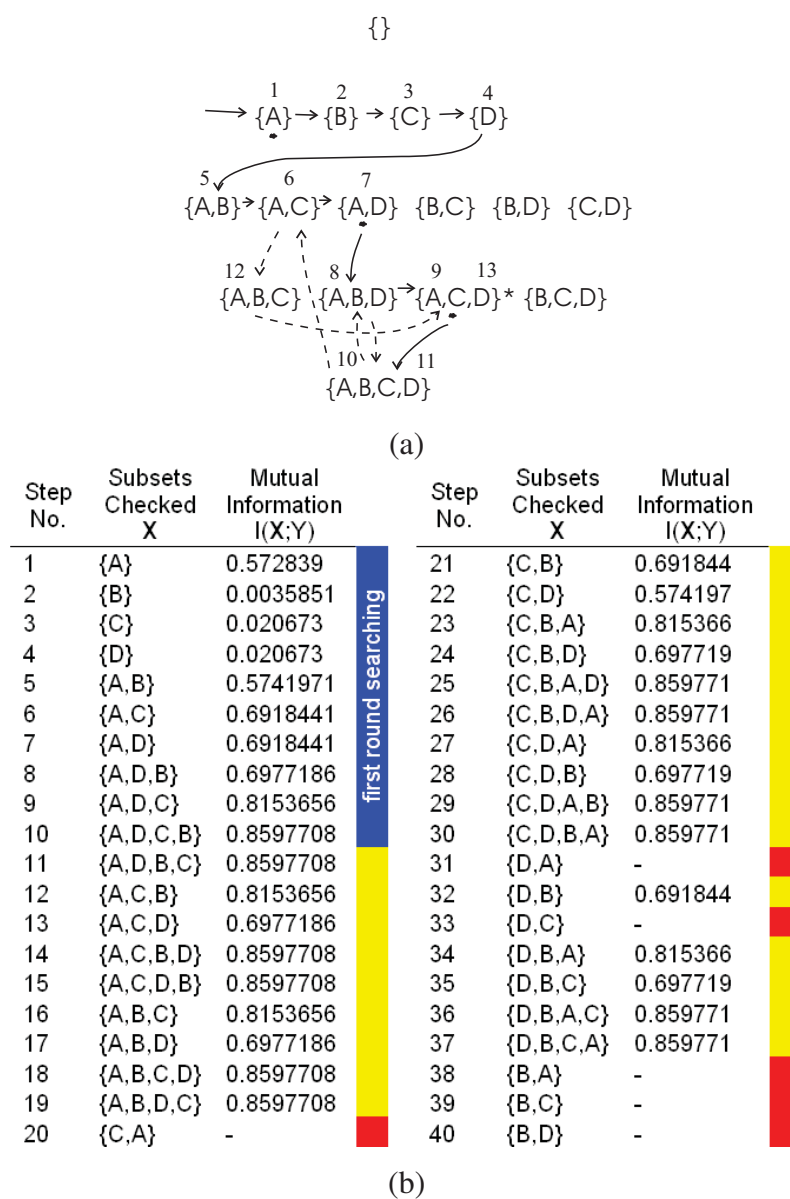 {}
1 2 3 4
{A} {B} {C} {D}
5 6 7
{A,B} {A,C} {A,D} {B,C} {B,D} {C,D}
12 8 9 13
{A,B,C} {A,B,D} {A,C,D}* {B,C,D}
10 11
{A,B,C,D}
(a)
Step No. Subsets Checked X Mutual Information I(X;Y)
1 {A} 0.572839
2 {B} 0.0035851
3 {C} 0.020673
4 {D} 0.020673
5 {A,B} 0.5741971
6 {A,C} 0.6918441
7 {A,D} 0.6918441
8 {A,D,B} 0.6977186
9 {A,D,C} 0.8153656
10 {A,D,C,B} 0.8597708
11 {A,D,B,C} 0.8597708
12 {A,C,B} 0.8153656
13 {A,C,D} 0.6977186
14 {A,C,B,D} 0.8597708
15 {A,C,D,B} 0.8597708
16 {A,B,C} 0.8153656
17 {A,B,D} 0.6977186
18 {A,B,C,D} 0.8597708
19 {A,B,D,C} 0.8597708
20 {C,A} -
first round searching
Step No. Subsets Checked X Mutual Information I(X;Y)
21 {C,B} 0.691844
22 {C,D} 0.574197
23 {C,B,A} 0.815366
24 {C,B,D} 0.697719
25 {C,B,A,D} 0.859771
26 {C,B,D,A} 0.859771
27 {C,D,A} 0.815366
28 {C,D,B} 0.697719
29 {C,D,A,B} 0.859771
30 {C,D,B,A} 0.859771
31 {D,A} -
32 {D,B} 0.691844
33 {D,C} -
34 {D,B,A} 0.815366
35 {D,B,C} 0.697719
36 {D,B,A,C} 0.859771
37 {D,B,C,A} 0.859771
38 {B,A} -
39 {B,C} -
40 {B,D} -
(b)